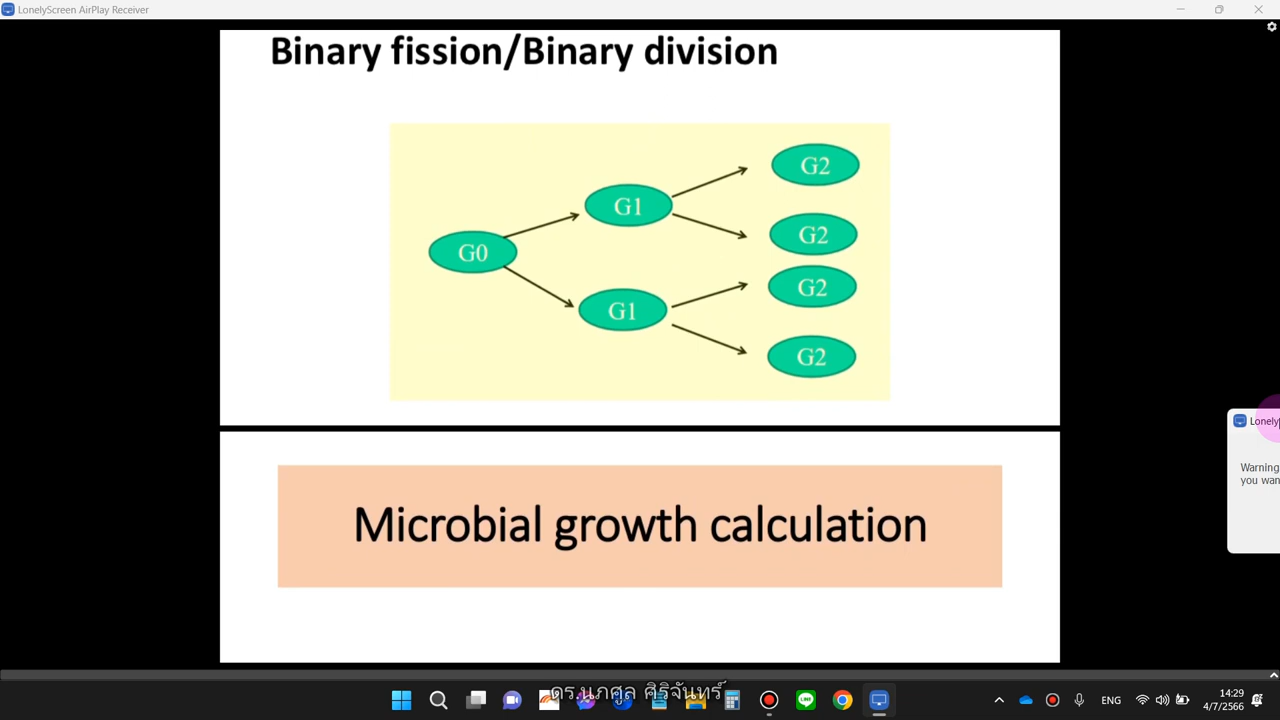 LonelyScreen AirPlay Receiver
Binary fission/Binary division
G2
G1
G2
G0
G2
G1
G2
Lonely
Warning
you wan
Microbial growth calculation
ดร.นภศูล ศิริจันทร์
ENG
14:29
4/7/2566